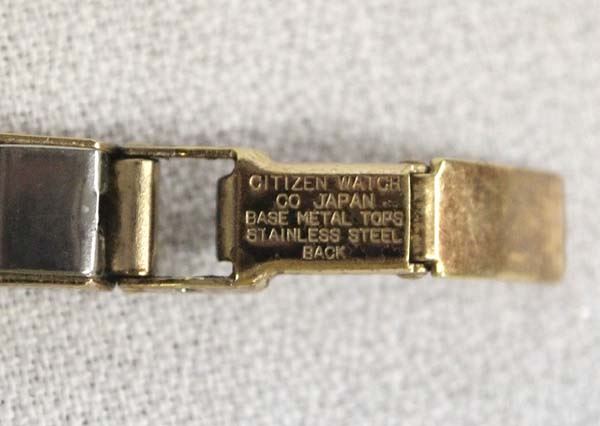 CITIZEN WATCH
CO JAPAN
BASE METAL TOPS
STAINLESS STEEL
BACK